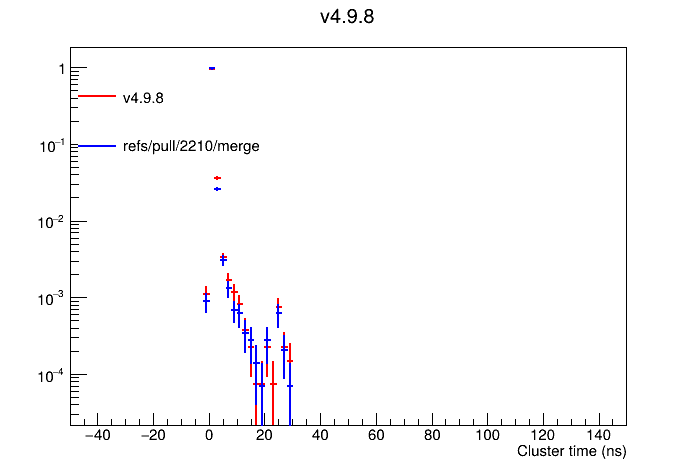 v4.9.8
1
v4.9.8
10⁻¹
refs/pull/2210/merge
10⁻²
10⁻³
10⁻⁴
−40 −20 0 20 40 60 80 100 120 140
Cluster time (ns)